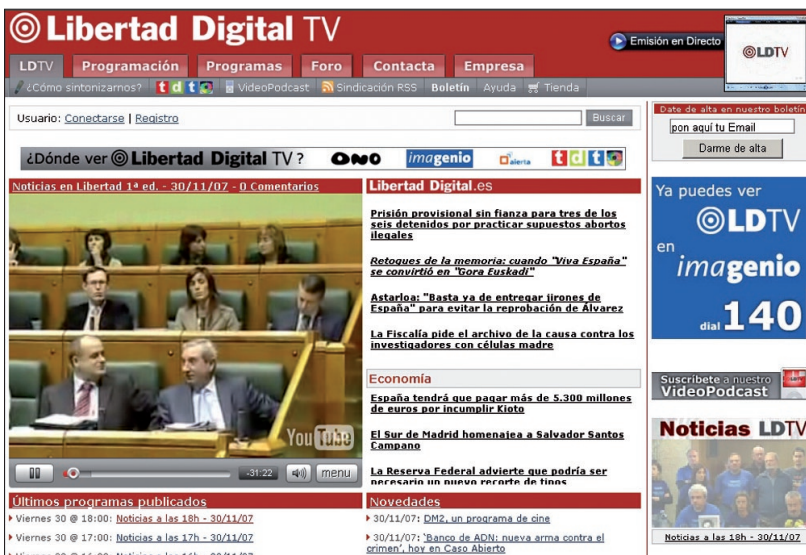 Libertad Digital TV
Emisión en Directo
LDTV
LDTV Programación Programas Foro Contacta Empresa
¿Cómo sintonizarnos? tdt VideoPodcast Sindicación RSS Boletín Ayuda Tienda
Usuario: Conectarse | Registro
Buscar
¿Dónde ver Libertad Digital TV ? ONO imagenio alerta tdt
Noticias en Libertad 1ª ed. - 30/11/07 - 0 Comentarios
YouTube
-31:22 menu
Últimos programas publicados
Viernes 30 @ 18:00: Noticias a las 18h - 30/11/07
Viernes 30 @ 17:00: Noticias a las 17h - 30/11/07
Libertad Digital.es
Prisión provisional sin fianza para tres de los
seis detenidos por practicar supuestos abortos
ilegales
Retoques de la memoria: cuando "Viva España"
se convirtió en "Gora Euskadi"
Astarloa: "Basta ya de entregar jirones de
España" para evitar la reprobación de Álvarez
La Fiscalía pide el archivo de la causa contra los
investigadores con células madre
Economía
España tendrá que pagar más de 5.300 millones
de euros por incumplir Kioto
El Sur de Madrid homenajea a Salvador Santos
Campano
La Reserva Federal advierte que podría ser
necesario un nuevo recorte de tipos
Novedades
30/11/07: DM2, un programa de cine
30/11/07: 'Banco de ADN: nueva arma contra el
crimen', hoy en Caso Abierto
Date de alta en nuestro boletín
pon aquí tu Email
Darme de alta
Ya puedes ver
LDTV
en
imagenio
dial 140
Suscribete a nuestro
VideoPodcast
Noticias LDTV
Noticias a las 18h - 30/11/07